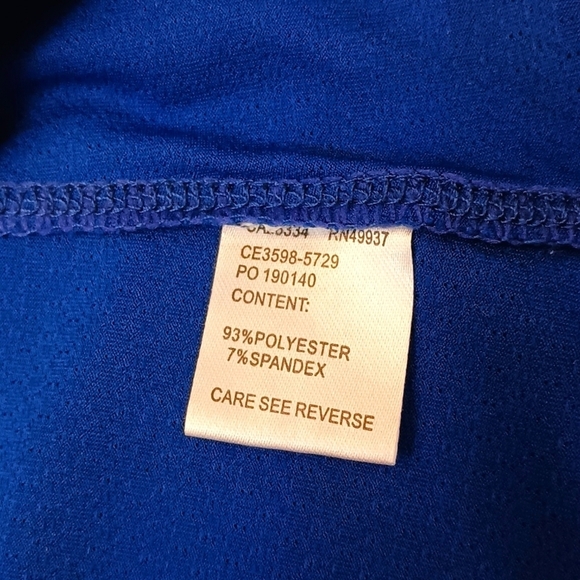 RN49937
CE3598-5729
PO 190140
CONTENT:
93%POLYESTER
7%SPANDEX
CARE SEE REVERSE